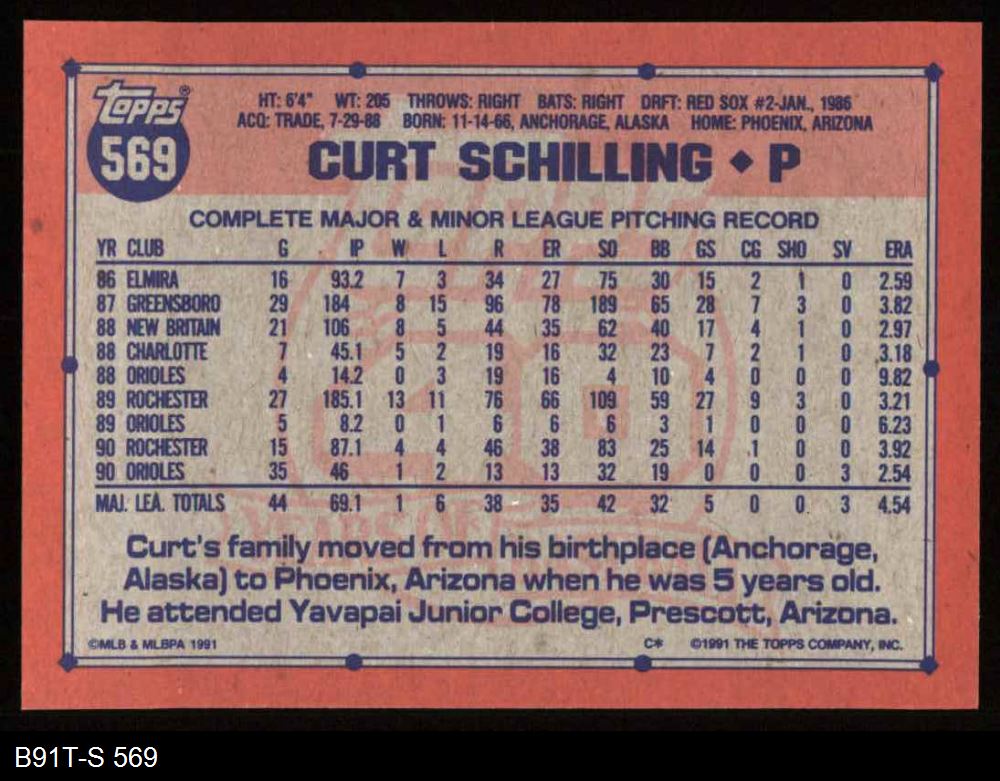 Topps®
569
HT: 6'4" WT: 205 THROWS: RIGHT BATS: RIGHT DRFT: RED SOX #2-JAN., 1986
ACQ: TRADE, 7-29-88 BORN: 11-14-66, ANCHORAGE, ALASKA HOME: PHOENIX, ARIZONA
CURT SCHILLING ◆ P
COMPLETE MAJOR & MINOR LEAGUE PITCHING RECORD
YR CLUB G IP W L R ER SO BB GS CG SHO SV ERA
86 ELMIRA 16 93.2 7 3 34 27 75 30 15 2 1 0 2.59
87 GREENSBORO 29 184 8 15 96 78 189 65 28 7 3 0 3.82
88 NEW BRITAIN 21 106 8 5 44 35 62 40 17 4 1 0 2.97
88 CHARLOTTE 7 45.1 5 2 19 16 32 23 7 2 1 0 3.18
88 ORIOLES 4 14.2 0 3 19 16 4 10 4 0 0 0 9.82
89 ROCHESTER 27 185.1 13 11 76 66 109 59 27 9 3 0 3.21
89 ORIOLES 5 8.2 0 1 6 6 6 3 1 0 0 0 6.23
90 ROCHESTER 15 87.1 4 4 46 38 83 25 14 1 0 0 3.92
90 ORIOLES 35 46 1 2 13 13 32 19 0 0 0 3 2.54
MAJ. LEA. TOTALS 44 69.1 1 6 38 35 42 32 5 0 0 3 4.54
Curt's family moved from his birthplace (Anchorage,
Alaska) to Phoenix, Arizona when he was 5 years old.
He attended Yavapai Junior College, Prescott, Arizona.
©MLB & MLBPA 1991 C* ©1991 THE TOPPS COMPANY, INC.
B91T-S 569